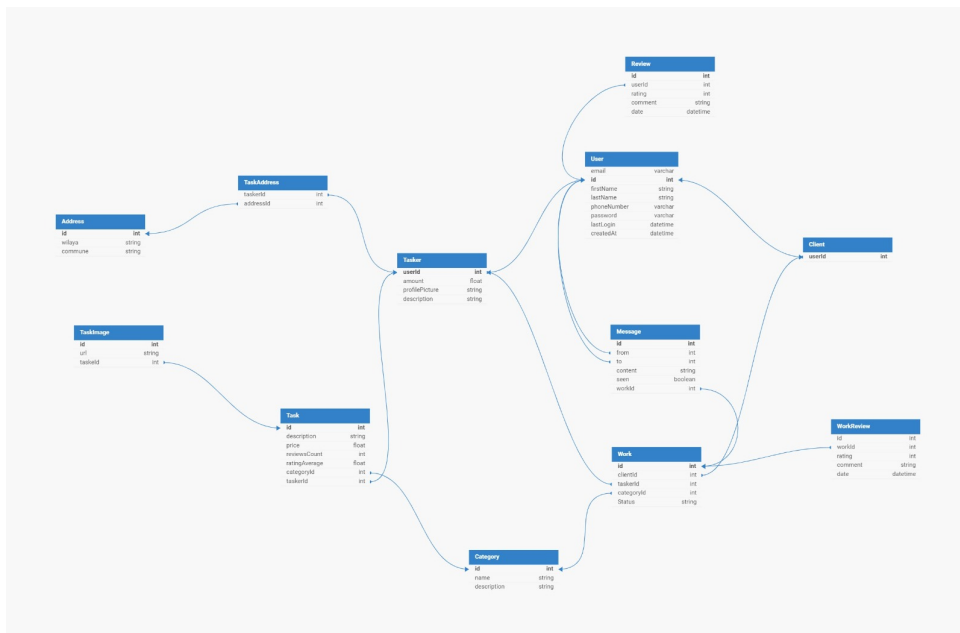 Review
id int
userId int
rating int
comment string
date datetime
User
email varchar
id int
firstName string
lastName string
phoneNumber varchar
password varchar
lastLogin datetime
createdAt datetime
TaskAddress
taskerId int
addressId int
Address
id int
wilaya string
commune string
Client
userId int
Tasker
userId int
amount float
profilePicture string
description string
TaskImage
id int
url string
taskeId int
Message
id int
from int
to int
content string
seen boolean
workId int
Task
id int
description string
price float
reviewsCount int
ratingAverage float
categoryId int
taskerId int
WorkReview
id int
workId int
rating int
comment string
date datetime
Work
id int
clientId int
taskerId int
categoryId int
Status string
Category
id int
name string
description string